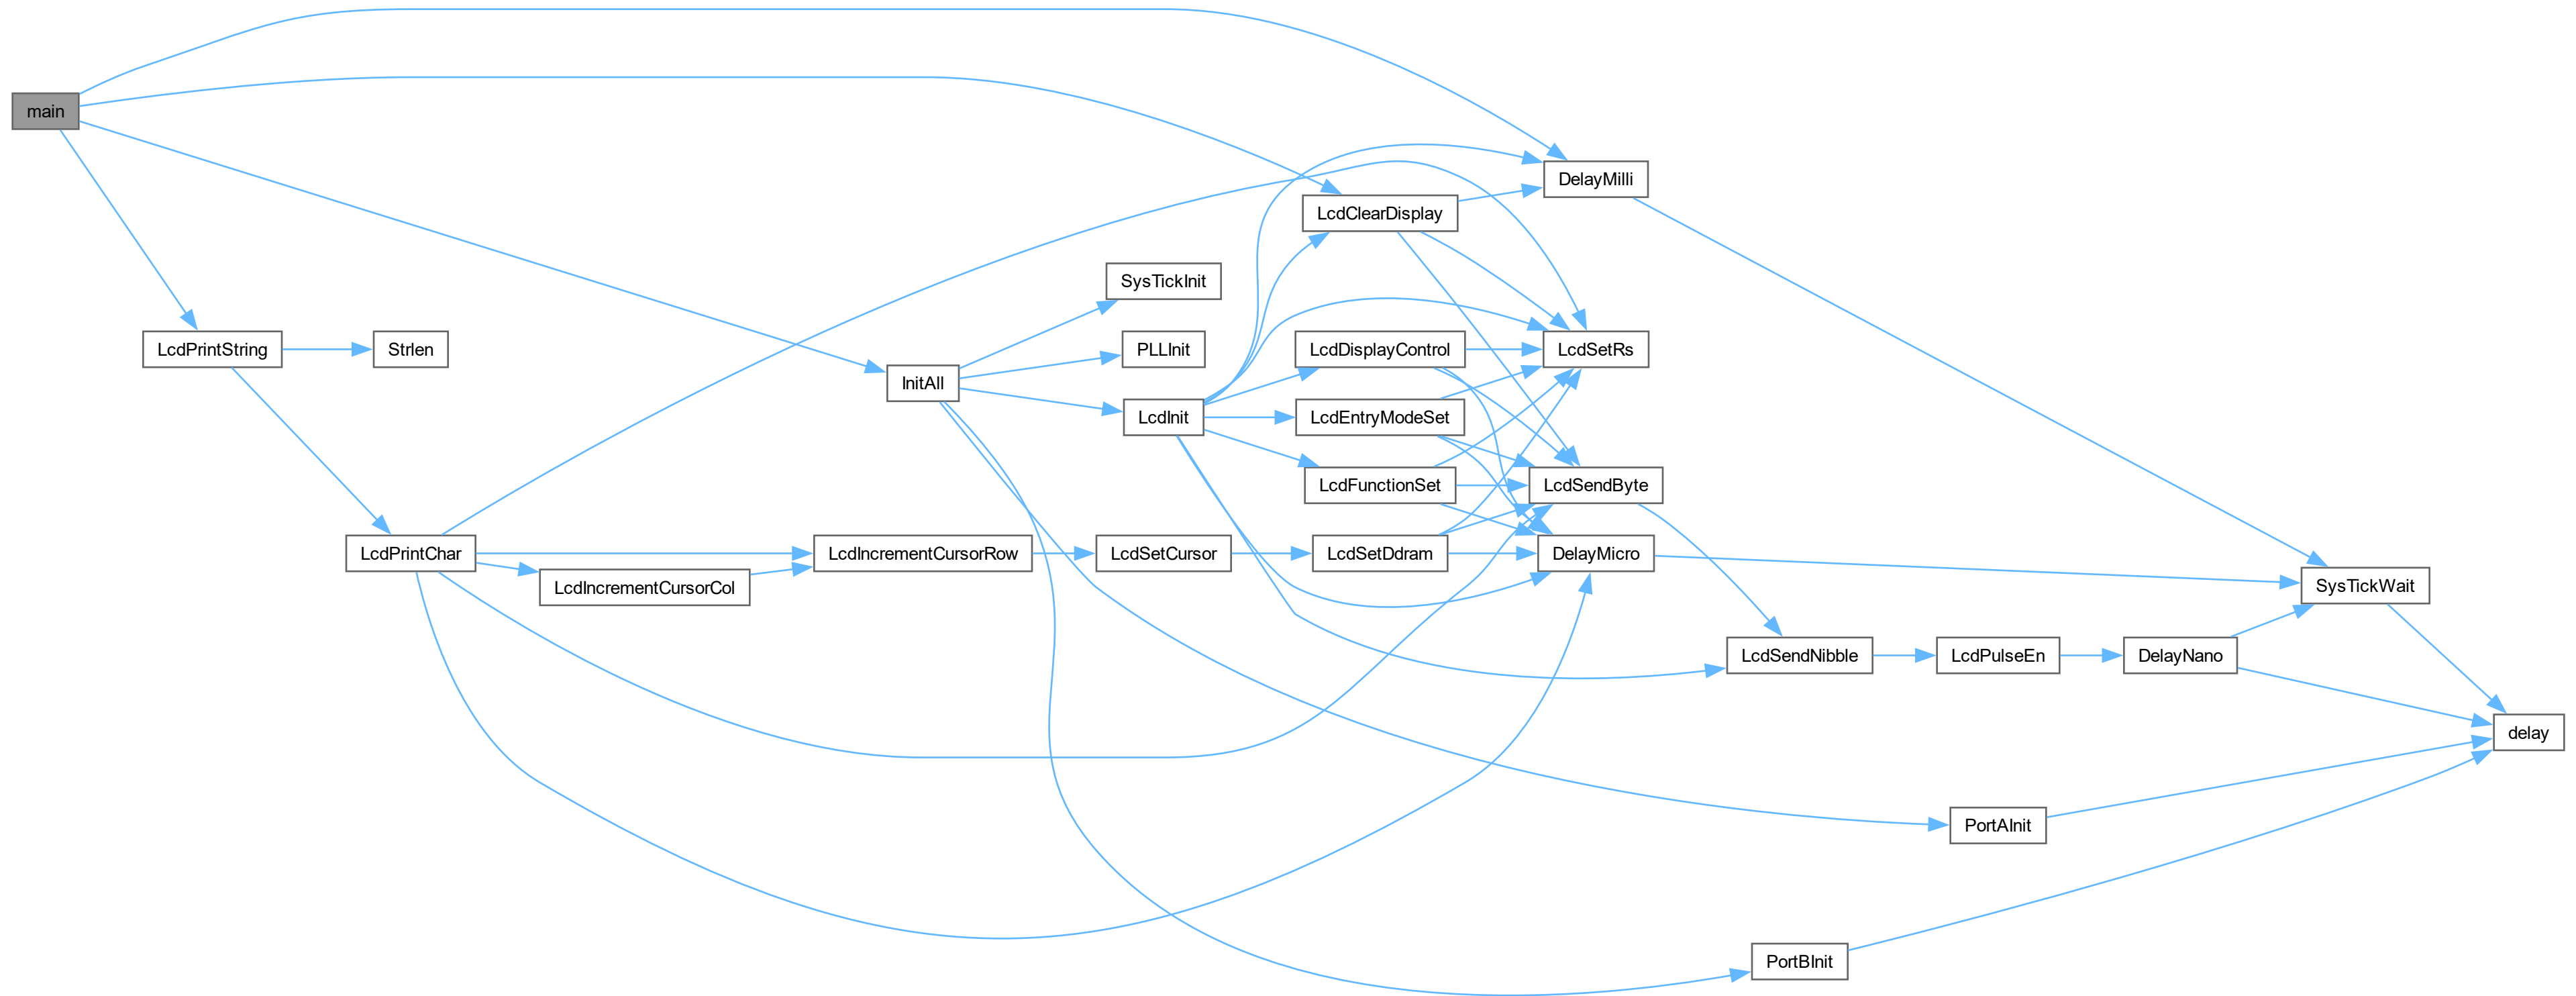 main
DelayMilli
LcdClearDisplay
SysTickInit
LcdPrintString
Strlen
PLLInit
LcdDisplayControl
LcdSetRs
InitAll
LcdInit
LcdEntryModeSet
LcdFunctionSet
LcdSendByte
LcdPrintChar
LcdIncrementCursorRow
LcdSetCursor
LcdSetDdram
DelayMicro
LcdIncrementCursorCol
SysTickWait
LcdSendNibble
LcdPulseEn
DelayNano
delay
PortAInit
PortBInit